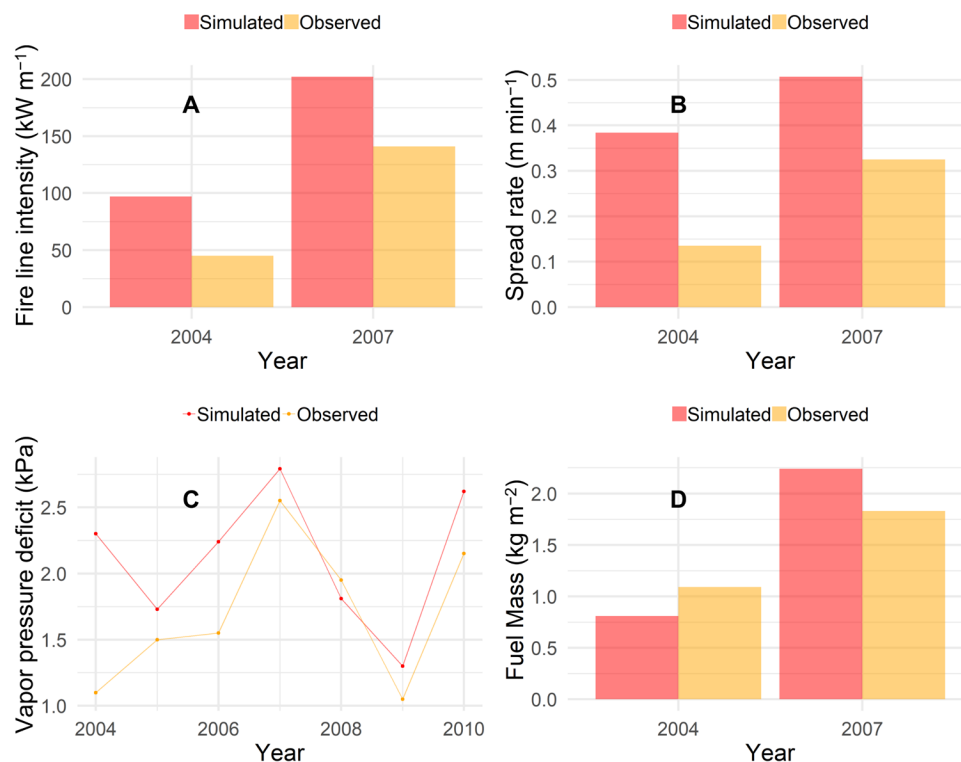 Simulated Observed
A
Fire line intensity (kW m⁻¹)
200
150
100
50
0
2004 2007
Year
Simulated Observed
B
Spread rate (m min⁻¹)
0.5
0.4
0.3
0.2
0.1
0.0
2004 2007
Year
Simulated Observed
C
Vapor pressure deficit (kPa)
2.5
2.0
1.5
1.0
2004 2006 2008 2010
Year
Simulated Observed
D
Fuel Mass (kg m⁻²)
2.0
1.5
1.0
0.5
0.0
2004 2007
Year